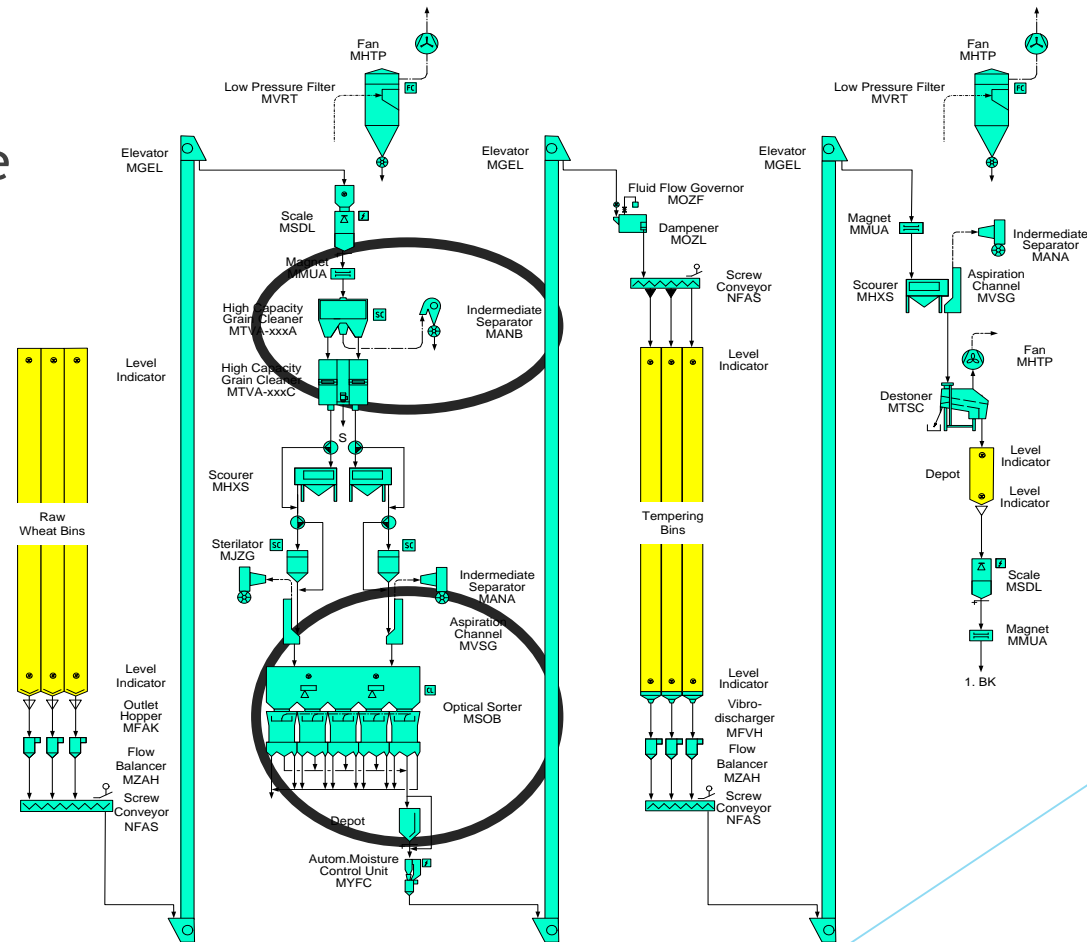 e
Fan
MHTP
FC
Low Pressure Filter
MVRT
Elevator
MGEL
Scale
MSDL
Magnet
MMUA
High Capacity
Grain Cleaner
MTVA-xxxA
SC
Indermediate
Separator
MANB
High Capacity
Grain Cleaner
MTVA-xxxC
S
Scourer
MHXS
Sterilator
MJZG
SC
SC
Indermediate
Separator
MANA
Aspiration
Channel
MVSG
CL
Optical Sorter
MSOB
Depot
Autom.Moisture
Control Unit
MYFC
Level
Indicator
Raw
Wheat Bins
Level
Indicator
Outlet
Hopper
MFAK
Flow
Balancer
MZAH
Screw
Conveyor
NFAS
Elevator
MGEL
Fluid Flow Governor
MOZF
Dampener
MOZL
Screw
Conveyor
NFAS
Level
Indicator
Tempering
Bins
Level
Indicator
Vibro-
discharger
MFVH
Flow
Balancer
MZAH
Screw
Conveyor
NFAS
Fan
MHTP
FC
Low Pressure Filter
MVRT
Elevator
MGEL
Magnet
MMUA
Indermediate
Separator
MANA
Scourer
MHXS
Aspiration
Channel
MVSG
Fan
MHTP
Destoner
MTSC
Level
Indicator
Depot
Level
Indicator
Scale
MSDL
Magnet
MMUA
1. BK